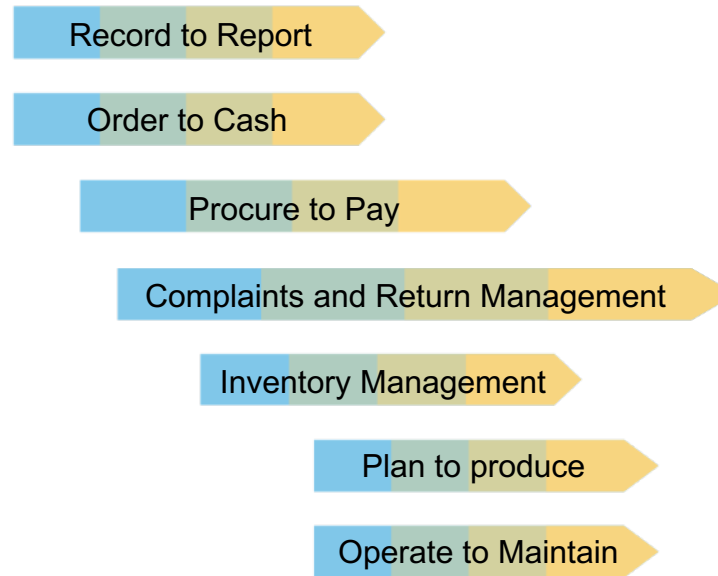 Record to Report
Order to Cash
Procure to Pay
Complaints and Return Management
Inventory Management
Plan to produce
Operate to Maintain